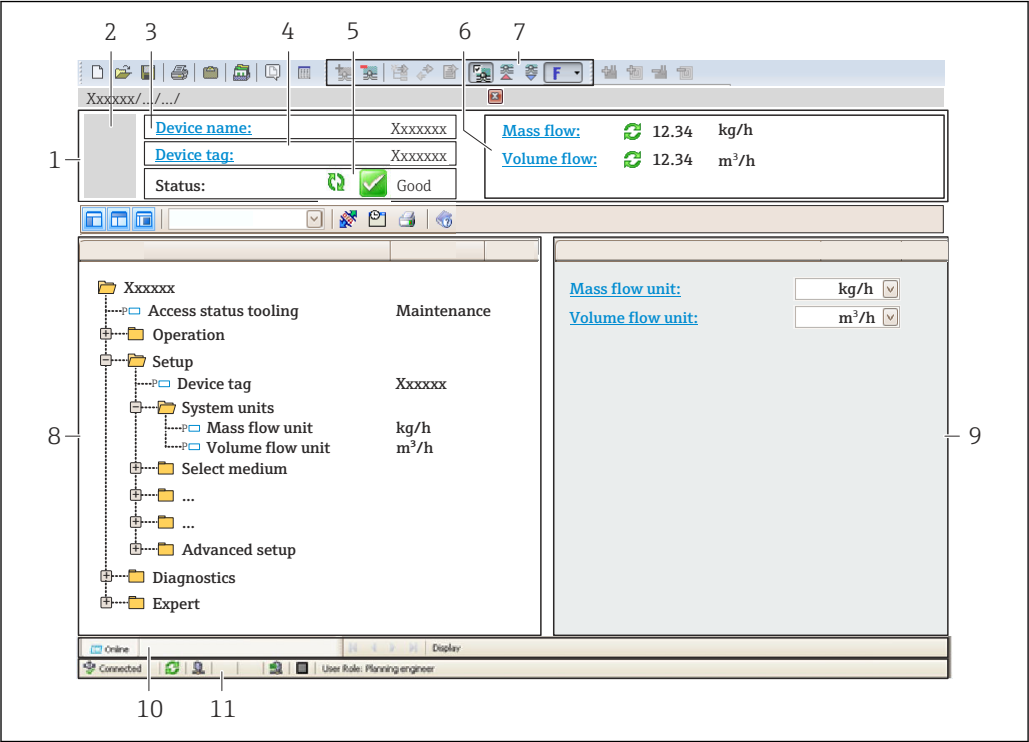 2 3 4 5 6 7
F
Xxxxxx/.../.../
1
Device name: Xxxxxxx
Device tag: Xxxxxxx
Status: Good
Mass flow: 12.34 kg/h
Volume flow: 12.34 m³/h
Xxxxxx
P Access status tooling Maintenance
Operation
Setup
P Device tag Xxxxxx
System units
P Mass flow unit kg/h
P Volume flow unit m³/h
Select medium
...
...
Advanced setup
Diagnostics
Expert
8
Mass flow unit: kg/h
Volume flow unit: m³/h
9
Online Display
Connected User Role: Planning engineer
10 11